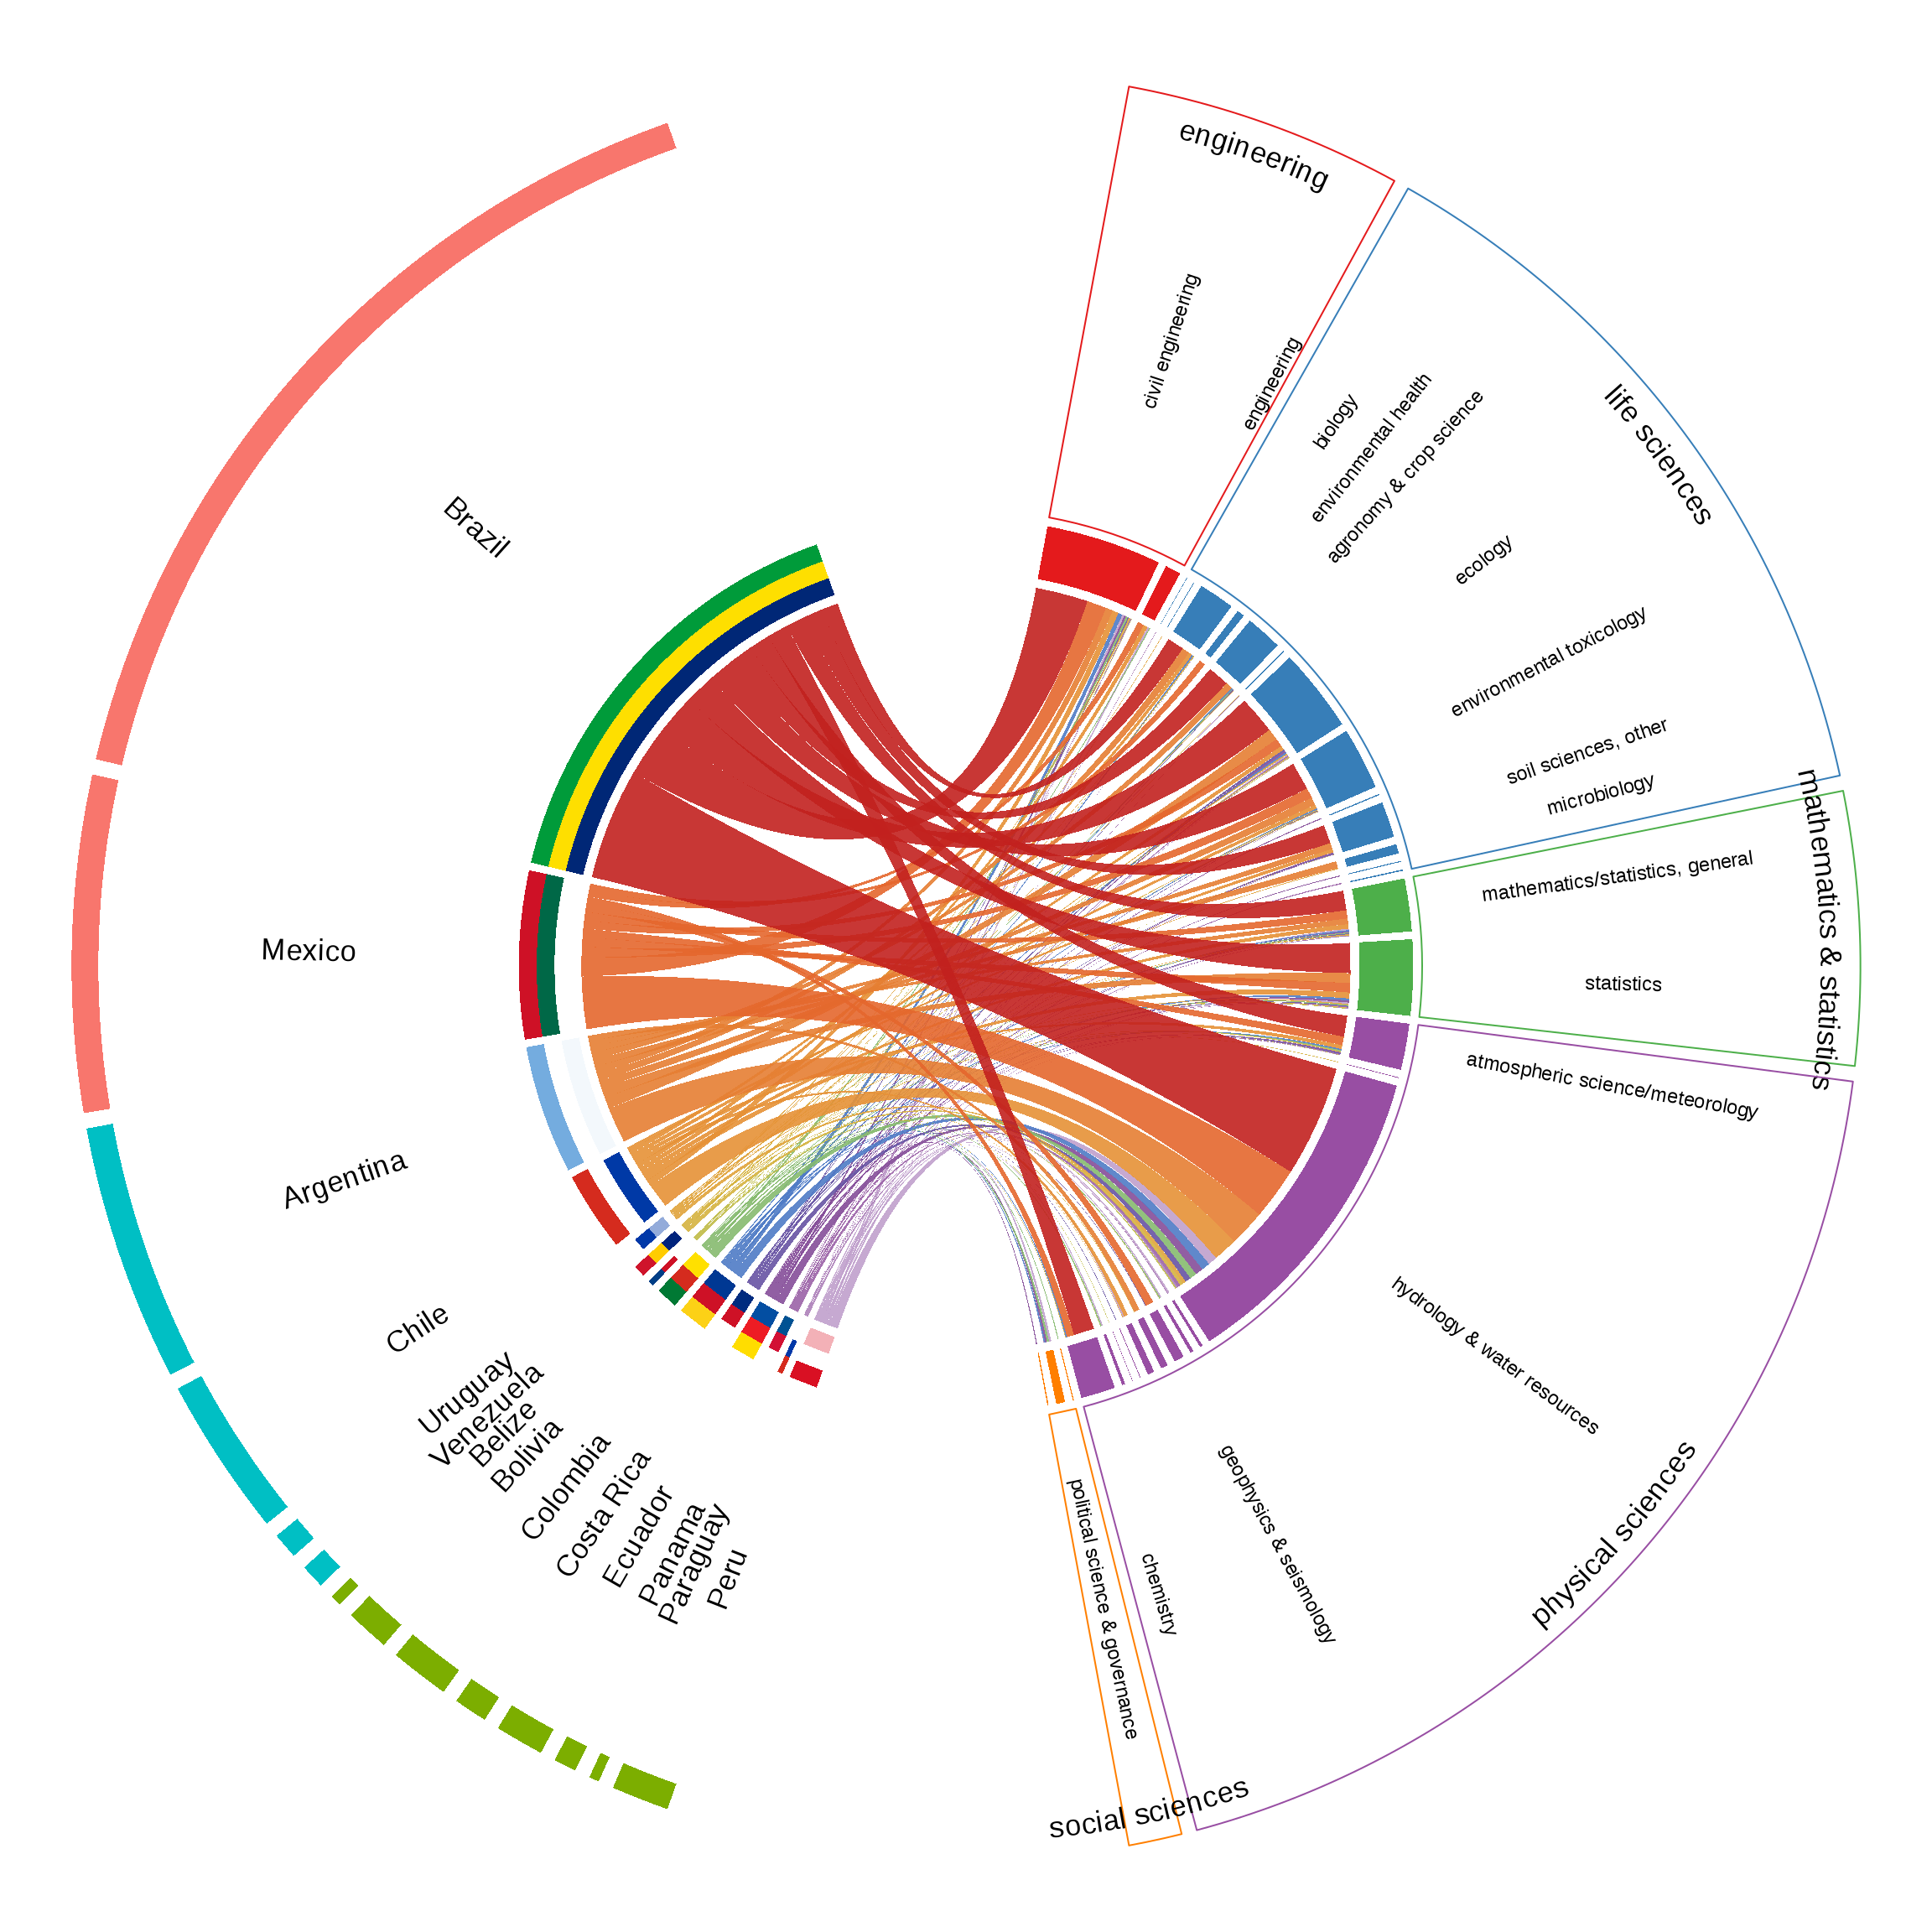 engineering
civil engineering
engineering
life sciences
biology
environmental health
agronomy & crop science
ecology
environmental toxicology
soil sciences, other
microbiology
mathematics & statistics
mathematics/statistics, general
statistics
atmospheric science/meteorology
hydrology & water resources
physical sciences
geophysics & seismology
chemistry
political science & governance
social sciences
Brazil
Mexico
Argentina
Chile
Uruguay
Venezuela
Belize
Bolivia
Colombia
Costa Rica
Ecuador
Panama
Paraguay
Peru